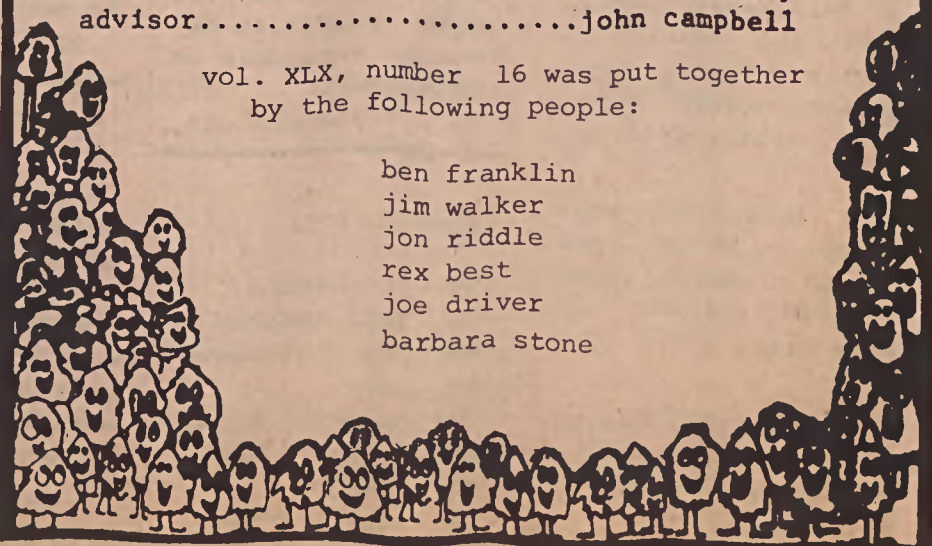 advisor.......................john campbell
vol. XLX, number 16 was put together
by the following people:
ben franklin
jim walker
jon riddle
rex best
joe driver
barbara stone